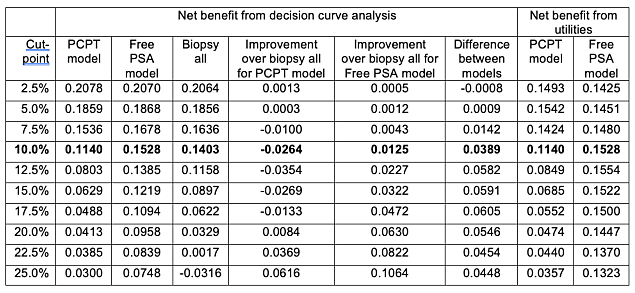 Net benefit from decision curve analysis Net benefit from utilities
Cut-point PCPT model Free PSA model Biopsy all Improvement over biopsy all for PCPT model Improvement over biopsy all for Free PSA model Difference between models PCPT model Free PSA model
2.5% 0.2078 0.2070 0.2064 0.0013 0.0005 -0.0008 0.1493 0.1425
5.0% 0.1859 0.1868 0.1856 0.0003 0.0012 0.0009 0.1542 0.1451
7.5% 0.1536 0.1678 0.1636 -0.0100 0.0043 0.0142 0.1424 0.1480
10.0% 0.1140 0.1528 0.1403 -0.0264 0.0125 0.0389 0.1140 0.1528
12.5% 0.0803 0.1385 0.1158 -0.0354 0.0227 0.0582 0.0849 0.1554
15.0% 0.0629 0.1219 0.0897 -0.0269 0.0322 0.0591 0.0685 0.1522
17.5% 0.0488 0.1094 0.0622 -0.0133 0.0472 0.0605 0.0552 0.1500
20.0% 0.0413 0.0958 0.0329 0.0084 0.0630 0.0546 0.0474 0.1447
22.5% 0.0385 0.0839 0.0017 0.0369 0.0822 0.0454 0.0440 0.1370
25.0% 0.0300 0.0748 -0.0316 0.0616 0.1064 0.0448 0.0357 0.1323